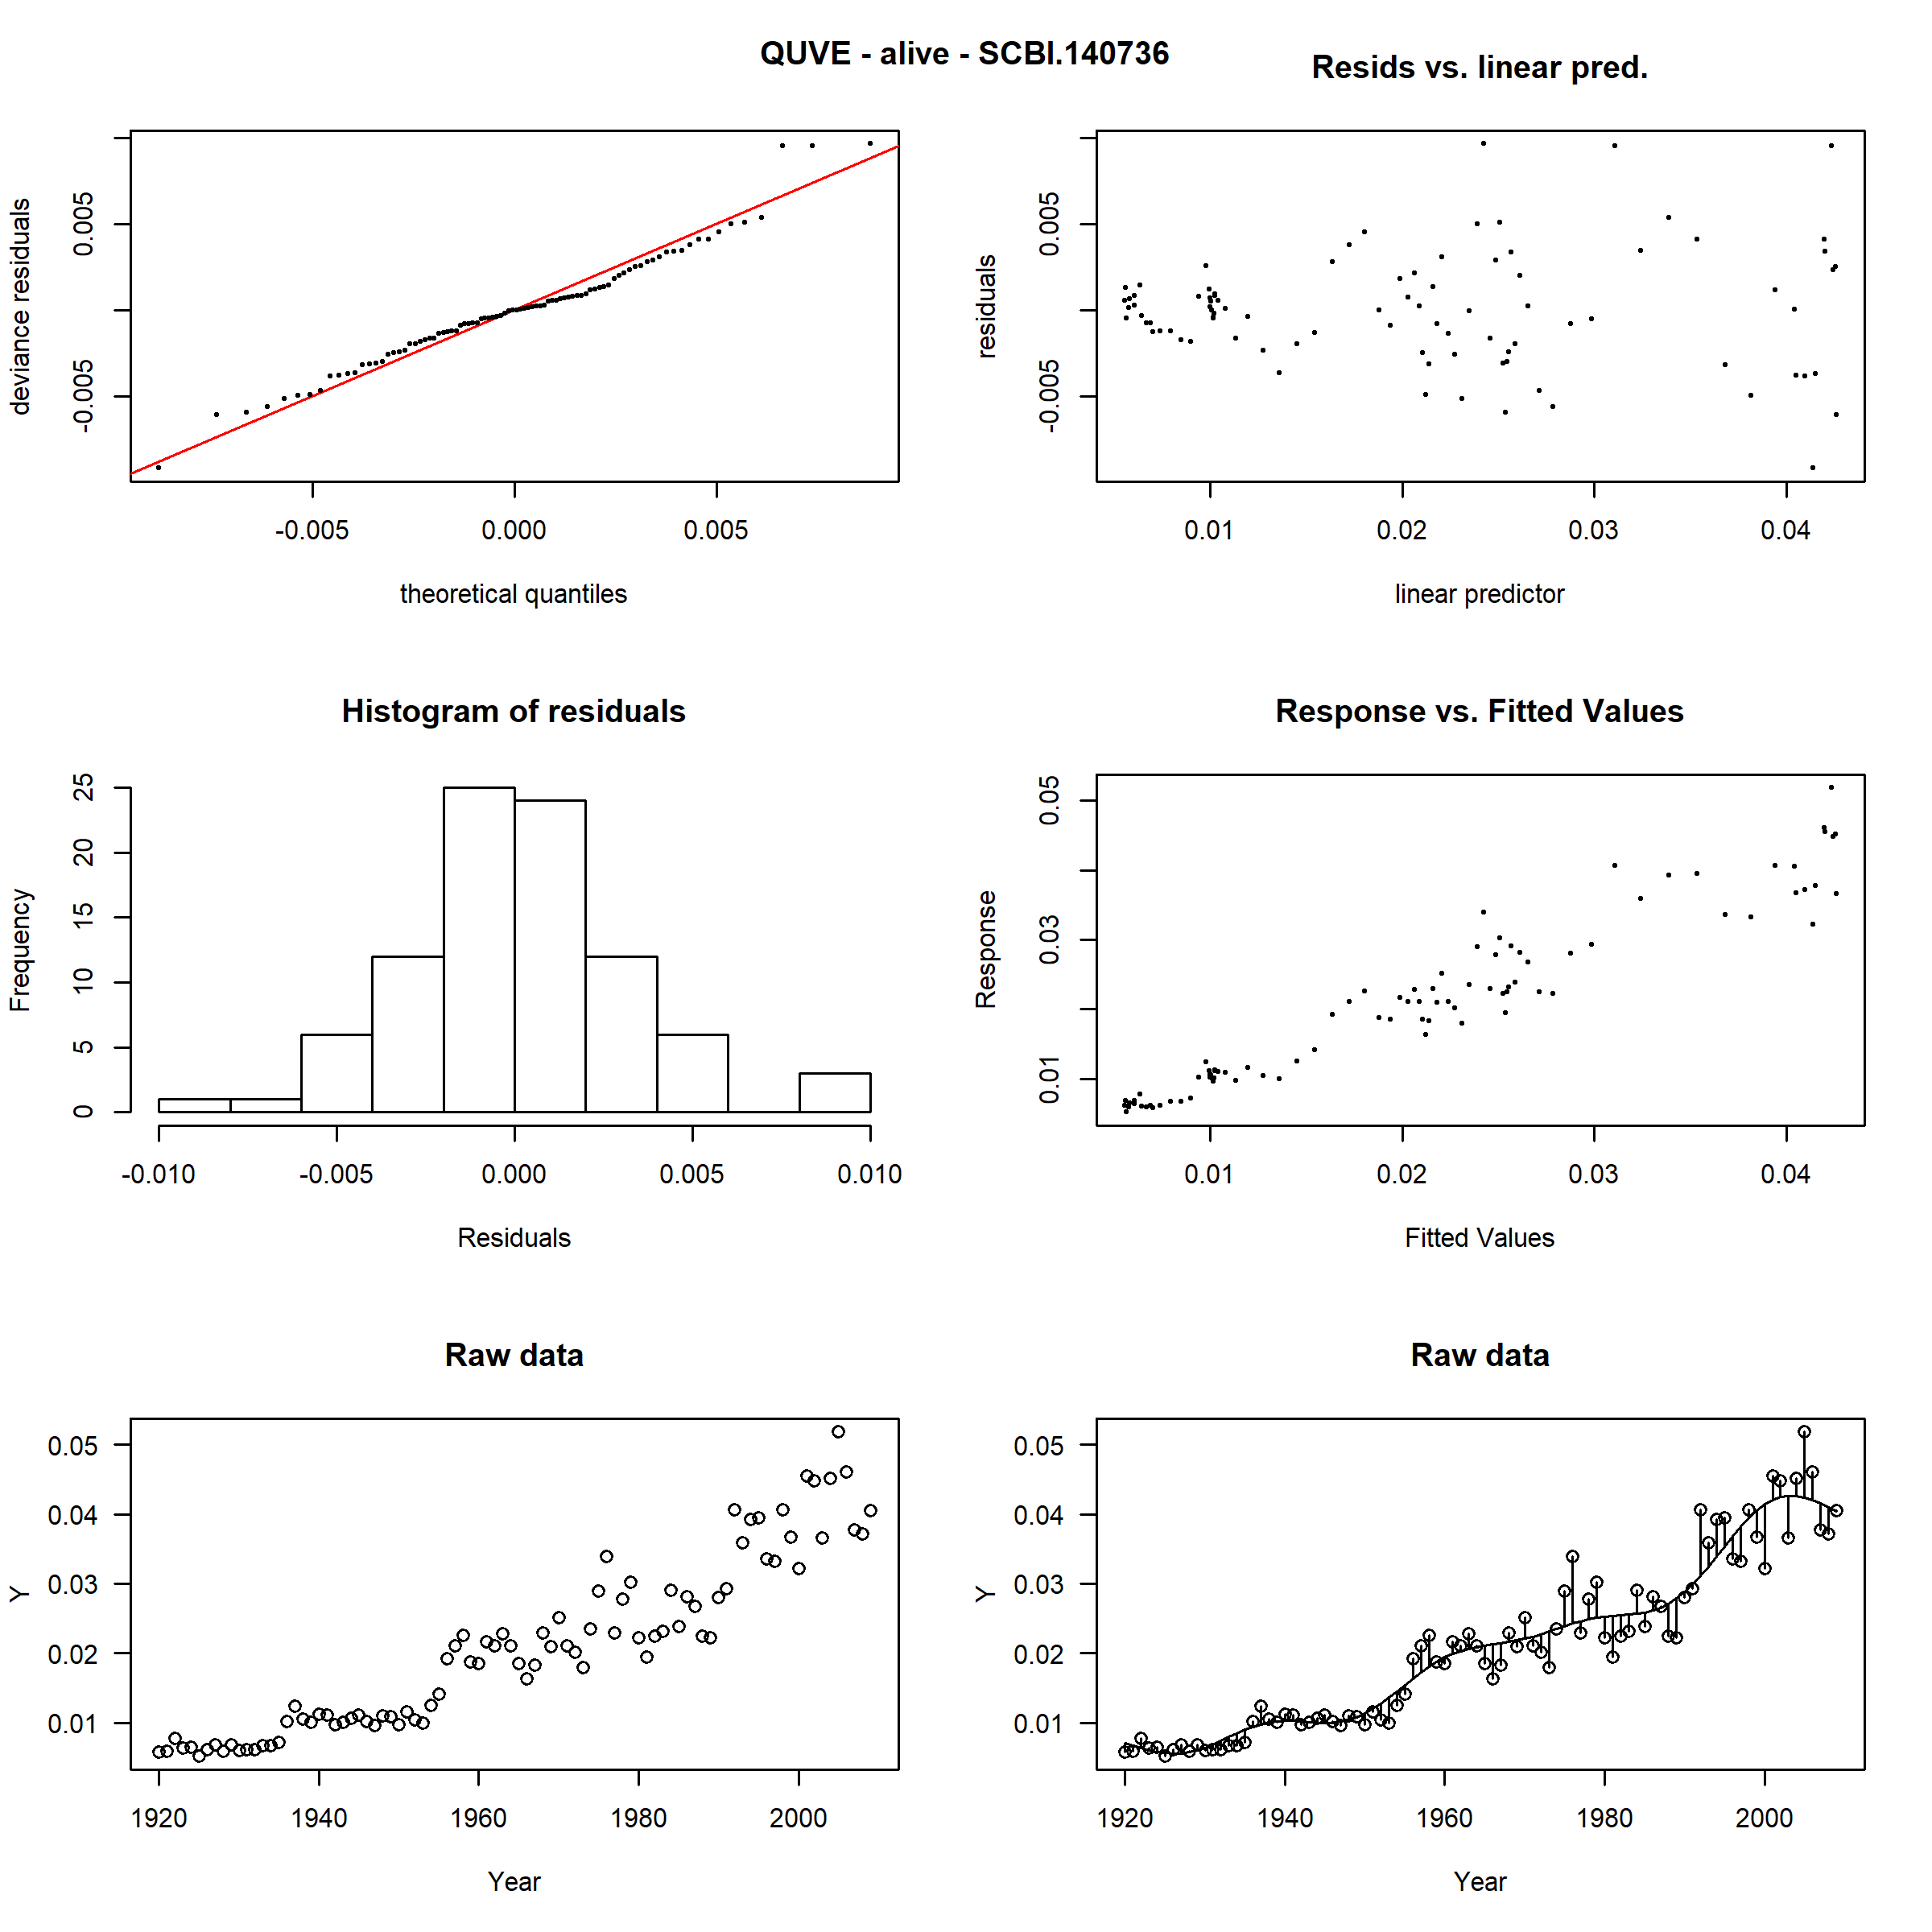 QUVE - alive - SCBI.140736
Resids vs. linear pred.
deviance residuals
0.005
-0.005
-0.005 0.000 0.005
theoretical quantiles
residuals
0.005
-0.005
0.01 0.02 0.03 0.04
linear predictor
Histogram of residuals
Frequency
25
20
15
10
5
0
-0.010 -0.005 0.000 0.005 0.010
Residuals
Response vs. Fitted Values
Response
0.05
0.03
0.01
0.01 0.02 0.03 0.04
Fitted Values
Raw data
Y
0.05
0.04
0.03
0.02
0.01
1920 1940 1960 1980 2000
Year
Raw data
Y
0.05
0.04
0.03
0.02
0.01
1920 1940 1960 1980 2000
Year